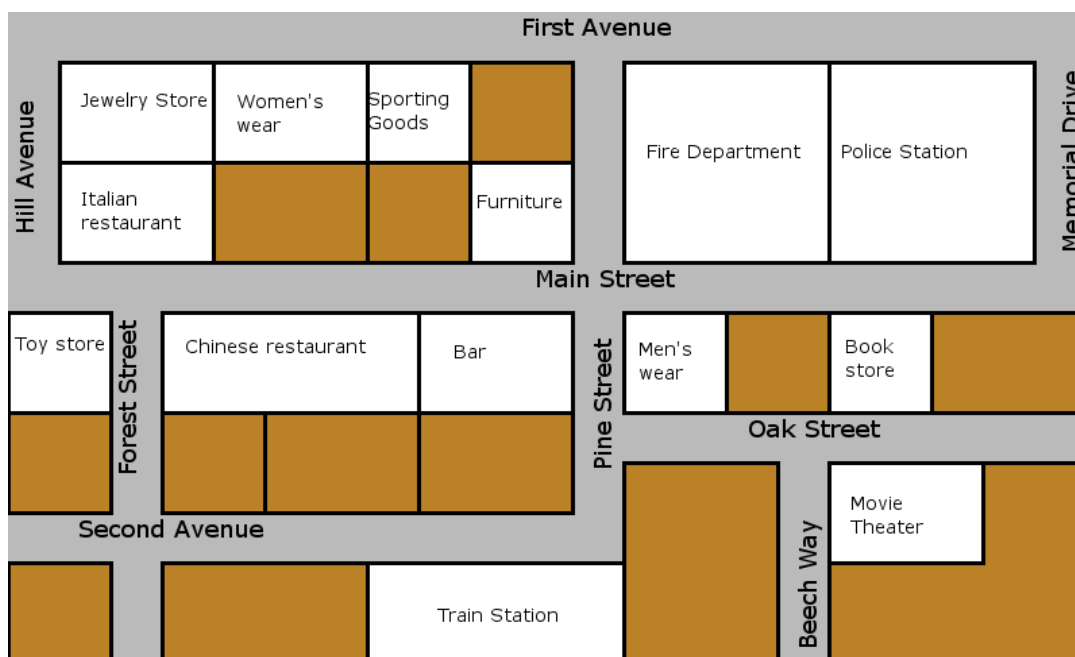 First Avenue
Hill Avenue
Jewelry Store
Women's
wear
Sporting
Goods
Fire Department
Police Station
Memorial Drive
Italian
restaurant
Furniture
Main Street
Toy store
Forest Street
Chinese restaurant
Bar
Pine Street
Men's
wear
Book
store
Oak Street
Second Avenue
Beech Way
Movie
Theater
Train Station